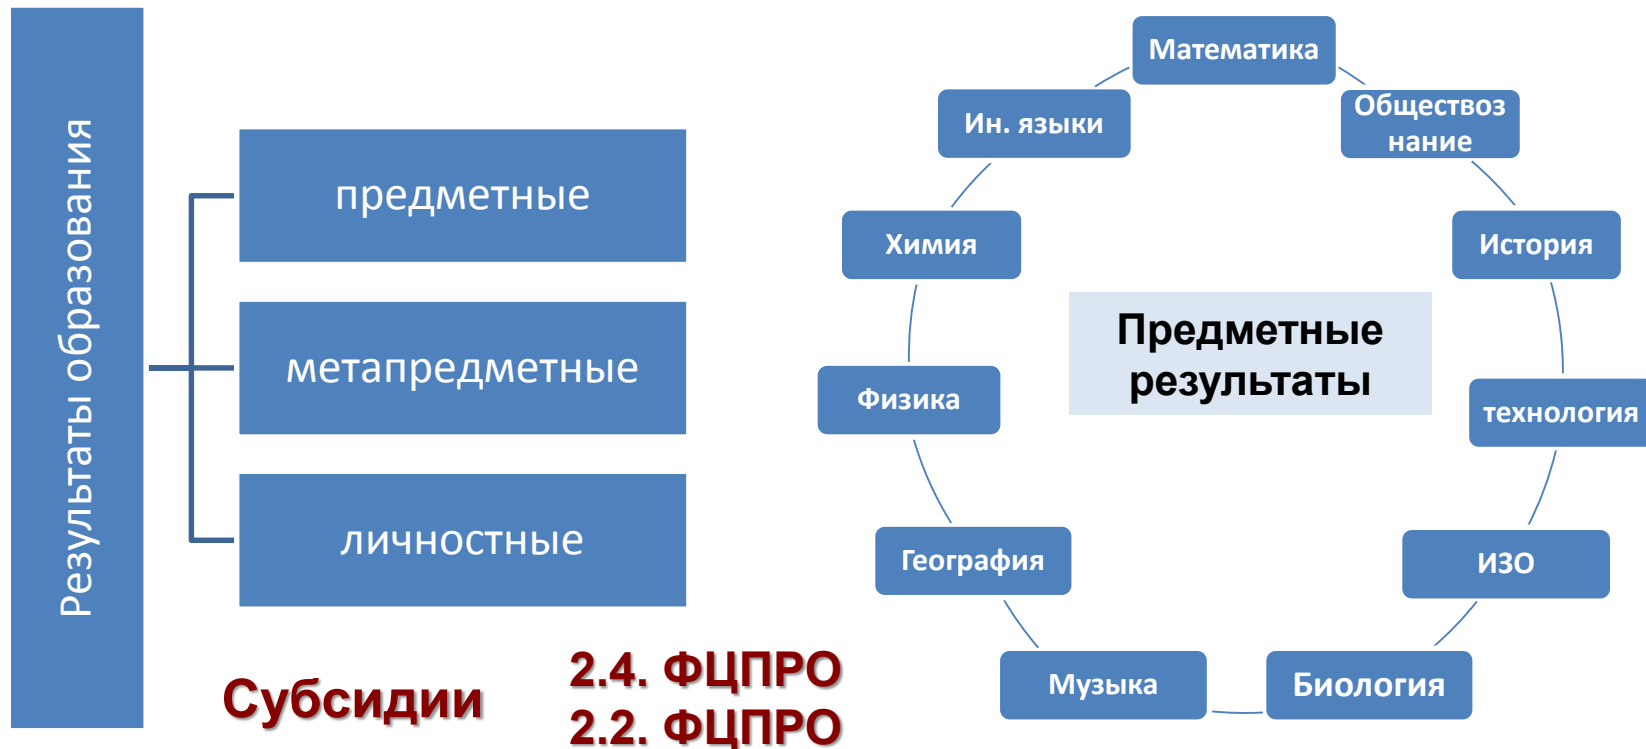 Результаты образования
предметные
метапредметные
личностные
Субсидии
2.4. ФЦПРО
2.2. ФЦПРО
Математика
Обществоз
нание
История
технология
ИЗО
Биология
Музыка
География
Физика
Химия
Ин. языки
Предметные
результаты